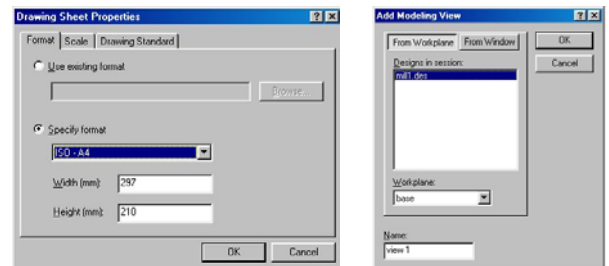 Drawing Sheet Properties
Format Scale Drawing Standard
Use existing format
Browse...
Specify format
ISO - A4
Width (mm): 297
Height (mm): 210
OK Cancel
Add Modeling View
From Workplane From Window
OK
Cancel
Designs in session:
mill1.des
Workplane:
base
Name:
view 1